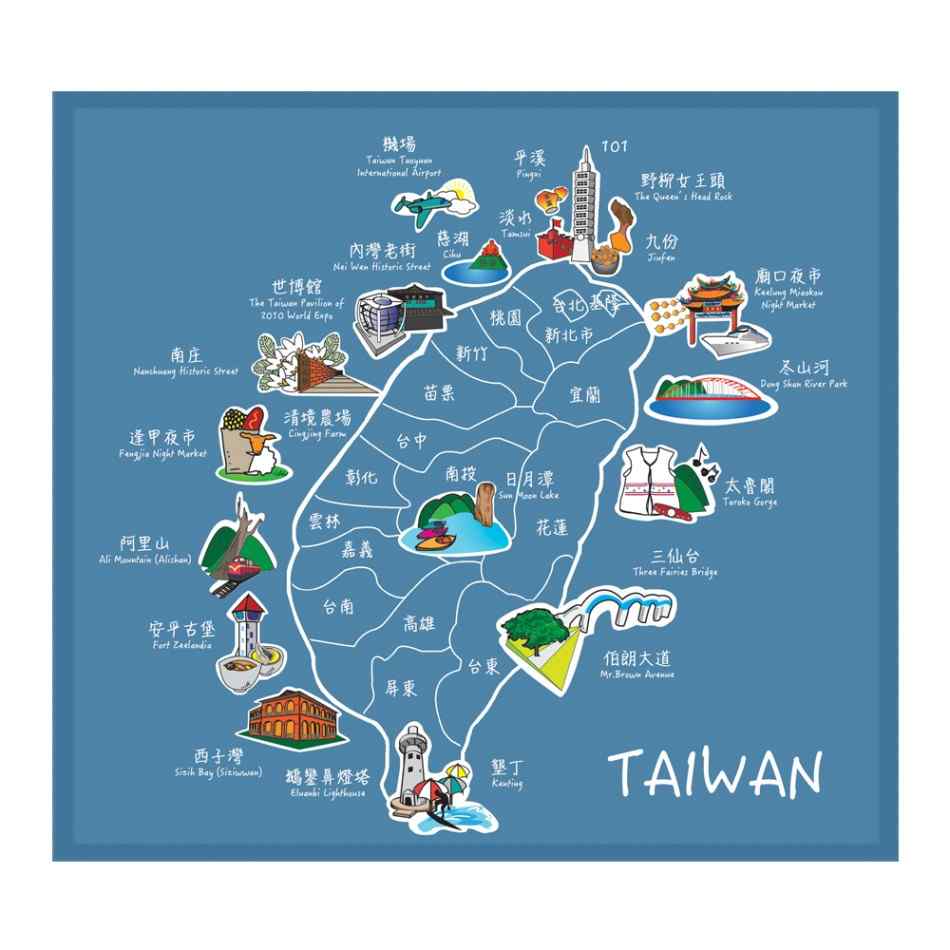 機場
Taiwan Taoyuan
International Airport
平溪
Pingxi
101
野柳女王頭
The Queen's Head Rock
淡水
Tamsui
慈湖
Cihu
九份
Jiufen
內灣老街
Nei Wan Historic Street
世博館
The Taiwan Pavilion of
2010 World Expo
廟口夜市
Keelung Miaokou
Night Market
台北
基隆
桃園
新北市
新竹
南庄
Nanchuang Historic Street
冬山河
Dong Shan River Park
苗栗
宜蘭
清境農場
Cingjing Farm
逢甲夜市
Fengjia Night Market
台中
彰化
南投
日月潭
Sun Moon Lake
太魯閣
Taroko Gorge
雲林
花蓮
嘉義
阿里山
Ali Mountain (Alishan)
三仙台
Three Fairies Bridge
台南
高雄
安平古堡
Fort Zeelandia
伯朗大道
Mr.Brown Avenue
台東
屏東
西子灣
Sizih Bay (Siziwwan)
鵝鑾鼻燈塔
Eluanbi Lighthouse
墾丁
Kenting
TAIWAN